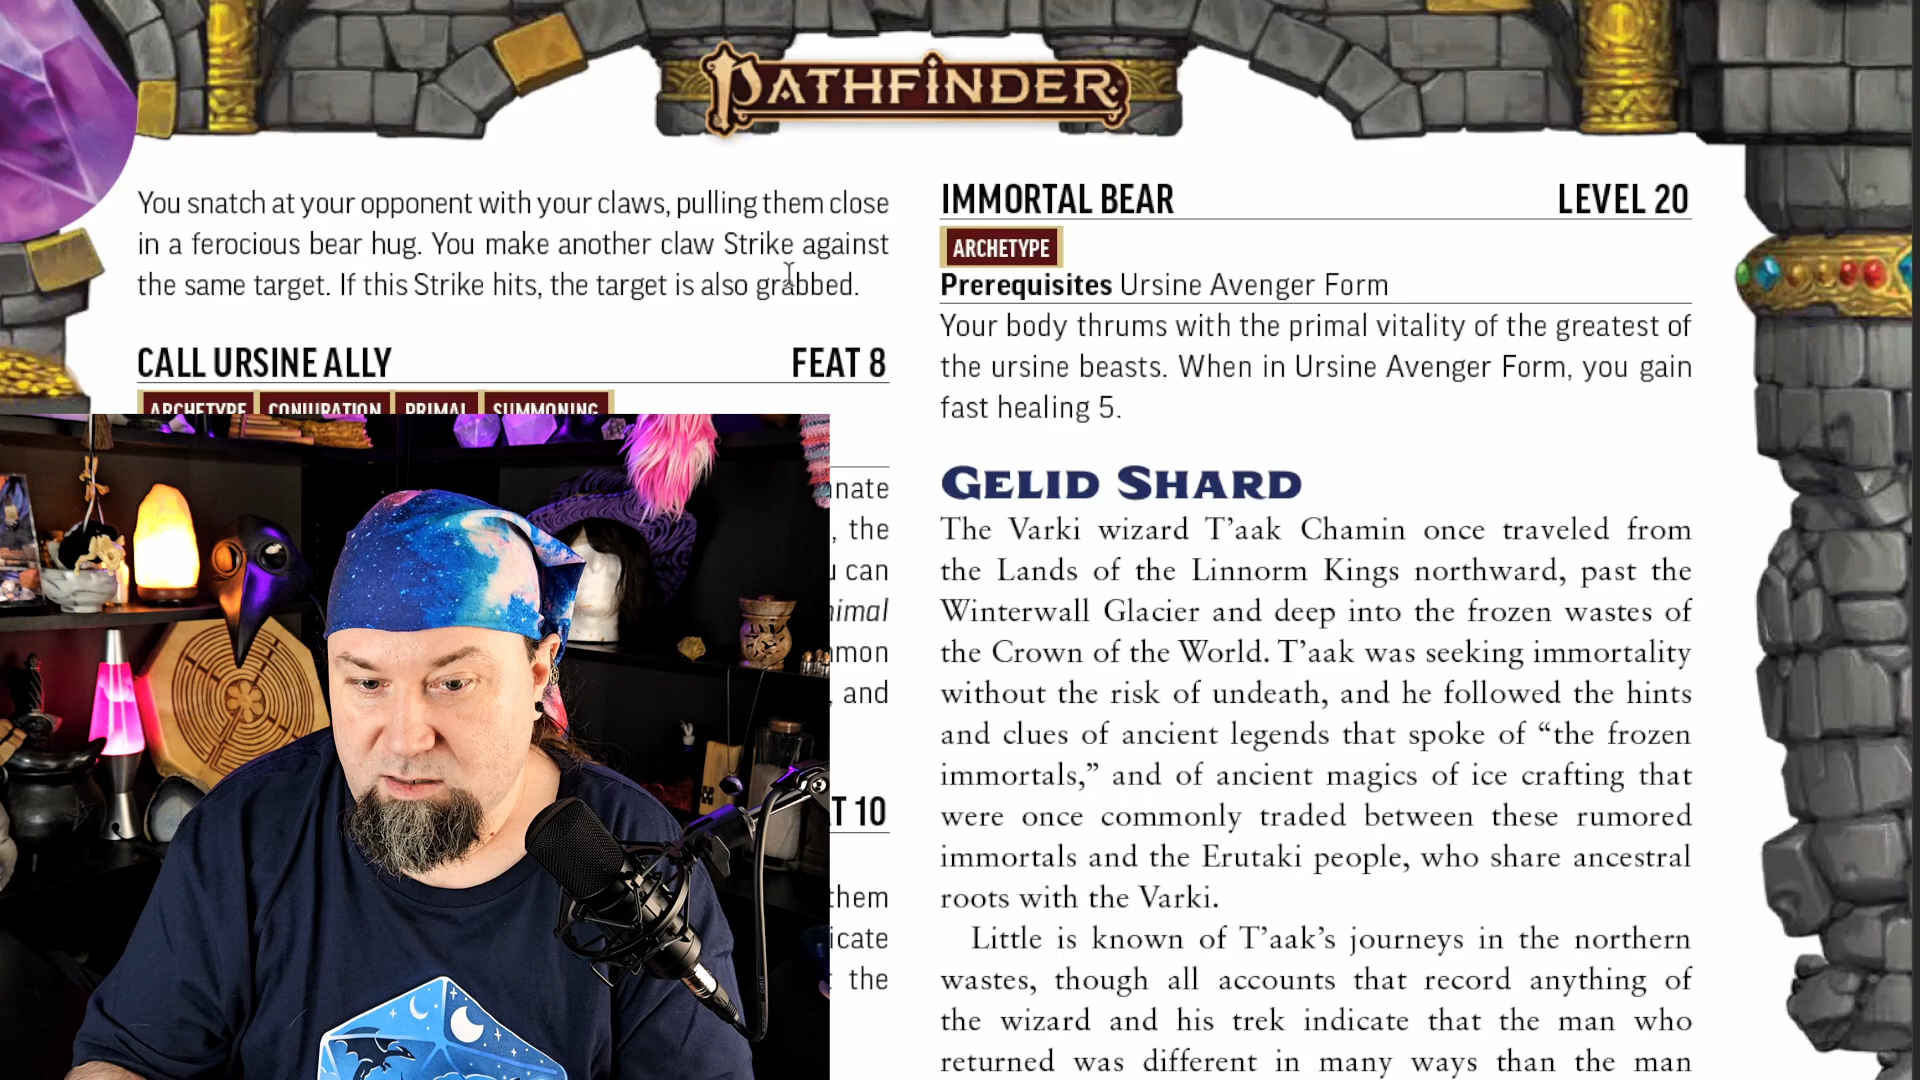 PATHFINDER
You snatch at your opponent with your claws, pulling them close
in a ferocious bear hug. You make another claw Strike against
the same target. If this Strike hits, the target is also grabbed.
CALL URSINE ALLY FEAT 8
ARCHETYPE CONJURATION PRIMAL SUMMONING
, the
can
, and
10
them
the
IMMORTAL BEAR LEVEL 20
ARCHETYPE
Prerequisites Ursine Avenger Form
Your body thrums with the primal vitality of the greatest of
the ursine beasts. When in Ursine Avenger Form, you gain
fast healing 5.
GELID SHARD
The Varki wizard T’aak Chamin once traveled from
the Lands of the Linnorm Kings northward, past the
Winterwall Glacier and deep into the frozen wastes of
the Crown of the World. T’aak was seeking immortality
without the risk of undeath, and he followed the hints
and clues of ancient legends that spoke of “the frozen
immortals,” and of ancient magics of ice crafting that
were once commonly traded between these rumored
immortals and the Erutaki people, who share ancestral
roots with the Varki.
Little is known of T’aak’s journeys in the northern
wastes, though all accounts that record anything of
the wizard and his trek indicate that the man who
returned was different in many ways than the man